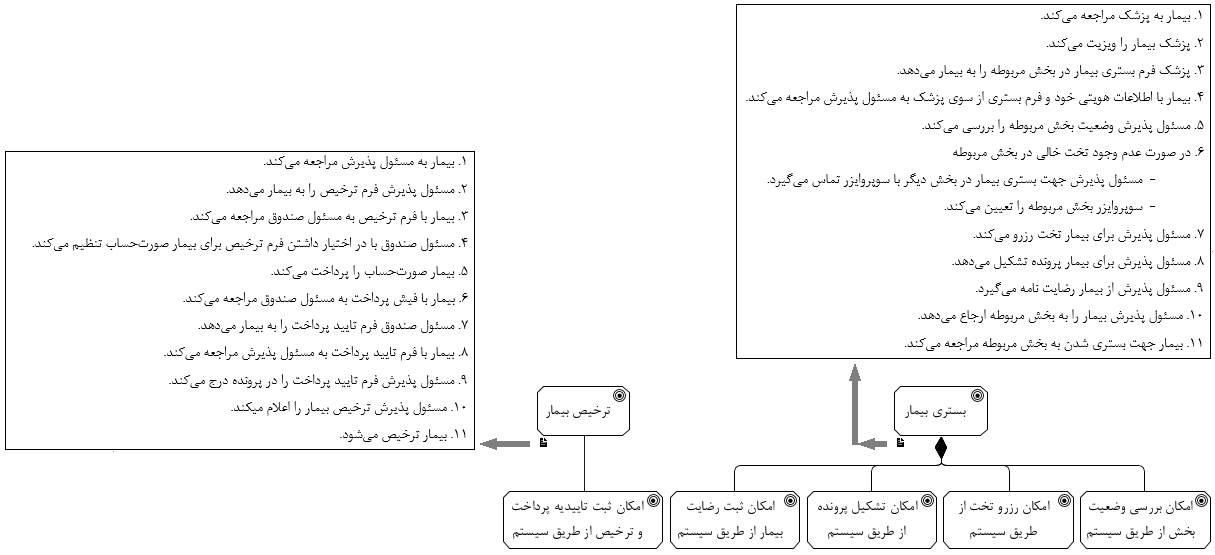 ۱. بیمار به پزشک مراجعه می‌کند.
۲. پزشک بیمار را ویزیت می‌کند.
۳. پزشک فرم بستری بیمار در بخش مربوطه را به بیمار می‌دهد.
۴. بیمار با اطلاعات هویتی خود و فرم بستری از سوی پزشک به مسئول پذیرش مراجعه می‌کند.
۵. مسئول پذیرش وضعیت بخش مربوطه را بررسی می‌کند.
۶. در صورت عدم وجود تخت خالی در بخش مربوطه
- مسئول پذیرش جهت بستری بیمار در بخش دیگر با سوپروایزر تماس می‌گیرد.
- سوپروایزر بخش مربوطه را تعیین می‌کند.
۷. مسئول پذیرش برای بیمار تخت رزرو می‌کند.
۸. مسئول پذیرش برای بیمار پرونده تشکیل می‌دهد.
۹. مسئول پذیرش از بیمار رضایت نامه می‌گیرد.
۱۰. مسئول پذیرش بیمار را به بخش مربوطه ارجاع می‌دهد.
۱۱. بیمار جهت بستری شدن به بخش مربوطه مراجعه می‌کند.
۱. بیمار به مسئول پذیرش مراجعه می‌کند.
۲. مسئول پذیرش فرم ترخیص را به بیمار می‌دهد.
۳. بیمار با فرم ترخیص به مسئول صندوق مراجعه می‌کند.
۴. مسئول صندوق با در اختیار داشتن فرم ترخیص برای بیمار صورت‌حساب تنظیم می‌کند.
۵. بیمار صورت‌حساب را پرداخت می‌کند.
۶. بیمار با فیش پرداخت به مسئول صندوق مراجعه می‌کند.
۷. مسئول صندوق فرم تایید پرداخت را به بیمار می‌دهد.
۸. بیمار با فرم تایید پرداخت به مسئول پذیرش مراجعه می‌کند.
۹. مسئول پذیرش فرم تایید پرداخت را در پرونده درج می‌کند.
۱۰. مسئول پذیرش ترخیص بیمار را اعلام میکند.
۱۱. بیمار ترخیص می‌شود.
بستری بیمار
ترخیص بیمار
امکان بررسی وضعیت
بخش از طریق سیستم
امکان رزرو تخت از
طریق سیستم
امکان تشکیل پرونده
از طریق سیستم
امکان ثبت رضایت
بیمار از طریق سیستم
امکان ثبت تاییدیه پرداخت
و ترخیص از طریق سیستم